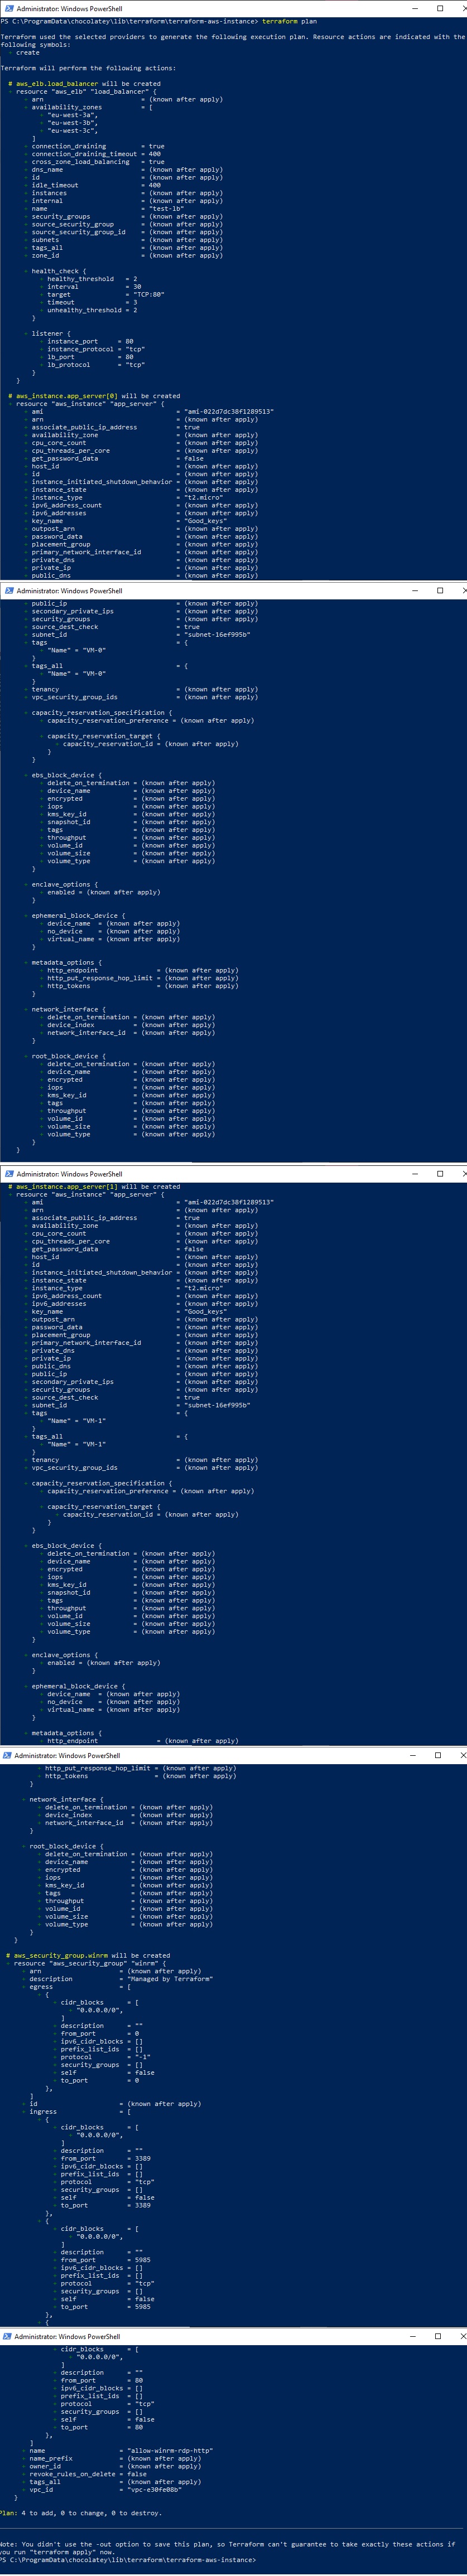 Administrator: Windows PowerShell
PS C:\ProgramData\chocolatey\lib\terraform\terraform-aws-instance> terraform plan
Terraform used the selected providers to generate the following execution plan. Resource actions are indicated with the
following symbols:
+ create
Terraform will perform the following actions:
# aws_elb.load_balancer will be created
+ resource "aws_elb" "load_balancer" {
+ arn = (known after apply)
+ availability_zones = [
+ "eu-west-3a",
+ "eu-west-3b",
+ "eu-west-3c",
]
+ connection_draining = true
+ connection_draining_timeout = 400
+ cross_zone_load_balancing = true
+ dns_name = (known after apply)
+ id = (known after apply)
+ idle_timeout = 400
+ instances = (known after apply)
+ internal = (known after apply)
+ name = "test-lb"
+ security_groups = (known after apply)
+ source_security_group = (known after apply)
+ source_security_group_id = (known after apply)
+ subnets = (known after apply)
+ tags_all = (known after apply)
+ zone_id = (known after apply)
+ health_check {
+ healthy_threshold = 2
+ interval = 30
+ target = "TCP:80"
+ timeout = 3
+ unhealthy_threshold = 2
}
+ listener {
+ instance_port = 80
+ instance_protocol = "tcp"
+ lb_port = 80
+ lb_protocol = "tcp"
}
}
# aws_instance.app_server[0] will be created
+ resource "aws_instance" "app_server" {
+ ami = "ami-022d7dc38f1289513"
+ arn = (known after apply)
+ associate_public_ip_address = true
+ availability_zone = (known after apply)
+ cpu_core_count = (known after apply)
+ cpu_threads_per_core = (known after apply)
+ get_password_data = false
+ host_id = (known after apply)
+ id = (known after apply)
+ instance_initiated_shutdown_behavior = (known after apply)
+ instance_state = (known after apply)
+ instance_type = "t2.micro"
+ ipv6_address_count = (known after apply)
+ ipv6_addresses = (known after apply)
+ key_name = "Good_keys"
+ outpost_arn = (known after apply)
+ password_data = (known after apply)
+ placement_group = (known after apply)
+ primary_network_interface_id = (known after apply)
+ private_dns = (known after apply)
+ private_ip = (known after apply)
+ public_dns = (known after apply)
Administrator: Windows PowerShell
+ public_ip = (known after apply)
+ secondary_private_ips = (known after apply)
+ security_groups = (known after apply)
+ source_dest_check = true
+ subnet_id = "subnet-16ef995b"
+ tags = {
+ "Name" = "VM-0"
}
+ tags_all = {
+ "Name" = "VM-0"
}
+ tenancy = (known after apply)
+ vpc_security_group_ids = (known after apply)
+ capacity_reservation_specification {
+ capacity_reservation_preference = (known after apply)
+ capacity_reservation_target {
+ capacity_reservation_id = (known after apply)
}
}
+ ebs_block_device {
+ delete_on_termination = (known after apply)
+ device_name = (known after apply)
+ encrypted = (known after apply)
+ iops = (known after apply)
+ kms_key_id = (known after apply)
+ snapshot_id = (known after apply)
+ tags = (known after apply)
+ throughput = (known after apply)
+ volume_id = (known after apply)
+ volume_size = (known after apply)
+ volume_type = (known after apply)
}
+ enclave_options {
+ enabled = (known after apply)
}
+ ephemeral_block_device {
+ device_name = (known after apply)
+ no_device = (known after apply)
+ virtual_name = (known after apply)
}
+ metadata_options {
+ http_endpoint = (known after apply)
+ http_put_response_hop_limit = (known after apply)
+ http_tokens = (known after apply)
}
+ network_interface {
+ delete_on_termination = (known after apply)
+ device_index = (known after apply)
+ network_interface_id = (known after apply)
}
+ root_block_device {
+ delete_on_termination = (known after apply)
+ device_name = (known after apply)
+ encrypted = (known after apply)
+ iops = (known after apply)
+ kms_key_id = (known after apply)
+ tags = (known after apply)
+ throughput = (known after apply)
+ volume_id = (known after apply)
+ volume_size = (known after apply)
+ volume_type = (known after apply)
}
}
Administrator: Windows PowerShell
# aws_instance.app_server[1] will be created
+ resource "aws_instance" "app_server" {
+ ami = "ami-022d7dc38f1289513"
+ arn = (known after apply)
+ associate_public_ip_address = true
+ availability_zone = (known after apply)
+ cpu_core_count = (known after apply)
+ cpu_threads_per_core = (known after apply)
+ get_password_data = false
+ host_id = (known after apply)
+ id = (known after apply)
+ instance_initiated_shutdown_behavior = (known after apply)
+ instance_state = (known after apply)
+ instance_type = "t2.micro"
+ ipv6_address_count = (known after apply)
+ ipv6_addresses = (known after apply)
+ key_name = "Good_keys"
+ outpost_arn = (known after apply)
+ password_data = (known after apply)
+ placement_group = (known after apply)
+ primary_network_interface_id = (known after apply)
+ private_dns = (known after apply)
+ private_ip = (known after apply)
+ public_dns = (known after apply)
+ public_ip = (known after apply)
+ secondary_private_ips = (known after apply)
+ security_groups = (known after apply)
+ source_dest_check = true
+ subnet_id = "subnet-16ef995b"
+ tags = {
+ "Name" = "VM-1"
}
+ tags_all = {
+ "Name" = "VM-1"
}
+ tenancy = (known after apply)
+ vpc_security_group_ids = (known after apply)
+ capacity_reservation_specification {
+ capacity_reservation_preference = (known after apply)
+ capacity_reservation_target {
+ capacity_reservation_id = (known after apply)
}
}
+ ebs_block_device {
+ delete_on_termination = (known after apply)
+ device_name = (known after apply)
+ encrypted = (known after apply)
+ iops = (known after apply)
+ kms_key_id = (known after apply)
+ snapshot_id = (known after apply)
+ tags = (known after apply)
+ throughput = (known after apply)
+ volume_id = (known after apply)
+ volume_size = (known after apply)
+ volume_type = (known after apply)
}
+ enclave_options {
+ enabled = (known after apply)
}
+ ephemeral_block_device {
+ device_name = (known after apply)
+ no_device = (known after apply)
+ virtual_name = (known after apply)
}
+ metadata_options {
+ http_endpoint = (known after apply)
Administrator: Windows PowerShell
+ http_put_response_hop_limit = (known after apply)
+ http_tokens = (known after apply)
}
+ network_interface {
+ delete_on_termination = (known after apply)
+ device_index = (known after apply)
+ network_interface_id = (known after apply)
}
+ root_block_device {
+ delete_on_termination = (known after apply)
+ device_name = (known after apply)
+ encrypted = (known after apply)
+ iops = (known after apply)
+ kms_key_id = (known after apply)
+ tags = (known after apply)
+ throughput = (known after apply)
+ volume_id = (known after apply)
+ volume_size = (known after apply)
+ volume_type = (known after apply)
}
}
# aws_security_group.winrm will be created
+ resource "aws_security_group" "winrm" {
+ arn = (known after apply)
+ description = "Managed by Terraform"
+ egress = [
+ {
+ cidr_blocks = [
+ "0.0.0.0/0",
]
+ description = ""
+ from_port = 0
+ ipv6_cidr_blocks = []
+ prefix_list_ids = []
+ protocol = "-1"
+ security_groups = []
+ self = false
+ to_port = 0
},
]
+ id = (known after apply)
+ ingress = [
+ {
+ cidr_blocks = [
+ "0.0.0.0/0",
]
+ description = ""
+ from_port = 3389
+ ipv6_cidr_blocks = []
+ prefix_list_ids = []
+ protocol = "tcp"
+ security_groups = []
+ self = false
+ to_port = 3389
},
+ {
+ cidr_blocks = [
+ "0.0.0.0/0",
]
+ description = ""
+ from_port = 5985
+ ipv6_cidr_blocks = []
+ prefix_list_ids = []
+ protocol = "tcp"
+ security_groups = []
+ self = false
+ to_port = 5985
},
+ {
Administrator: Windows PowerShell
+ cidr_blocks = [
+ "0.0.0.0/0",
]
+ description = ""
+ from_port = 80
+ ipv6_cidr_blocks = []
+ prefix_list_ids = []
+ protocol = "tcp"
+ security_groups = []
+ self = false
+ to_port = 80
},
]
+ name = "allow-winrm-rdp-http"
+ name_prefix = (known after apply)
+ owner_id = (known after apply)
+ revoke_rules_on_delete = false
+ tags_all = (known after apply)
+ vpc_id = "vpc-e30fe08b"
}
Plan: 4 to add, 0 to change, 0 to destroy.
Note: You didn't use the -out option to save this plan, so Terraform can't guarantee to take exactly these actions if
you run "terraform apply" now.
PS C:\ProgramData\chocolatey\lib\terraform\terraform-aws-instance>